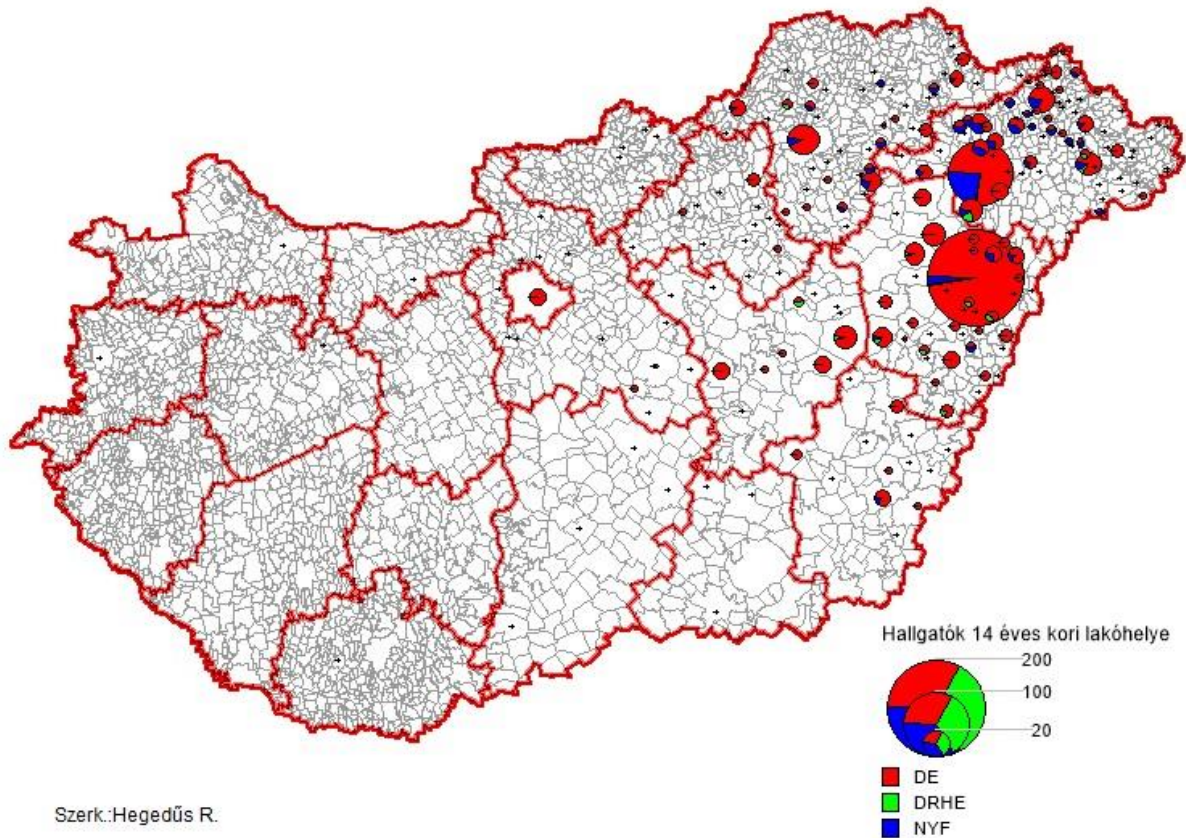 Hallgatók 14 éves kori lakóhelye
200
100
20
DE
DRHE
NYF
Szerk.:Hegedűs R.